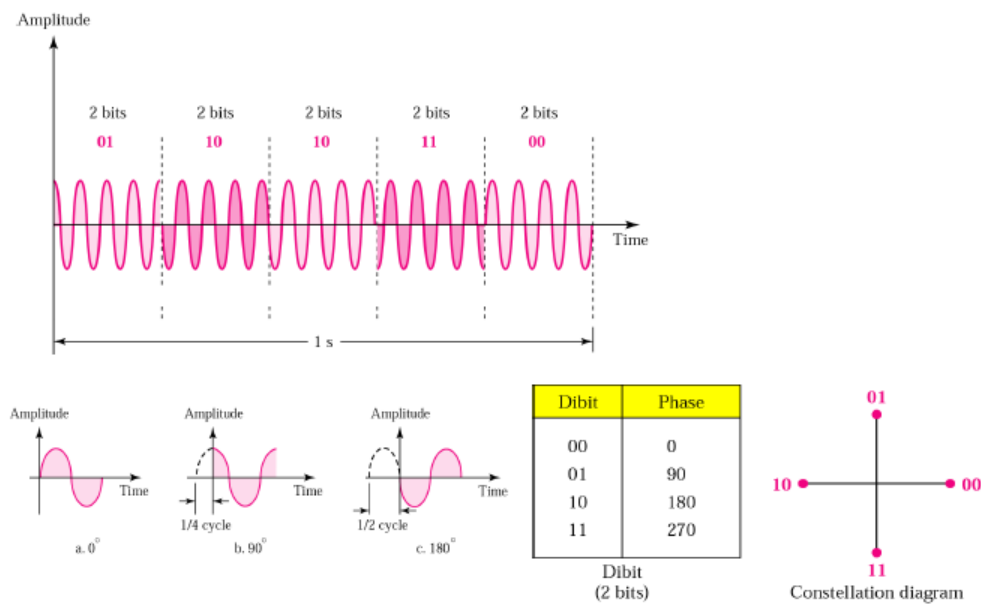 Amplitude
2 bits 2 bits 2 bits 2 bits 2 bits
01 10 10 11 00
Time
1 s
Amplitude
Time
a. 0°
Amplitude
Time
1/4 cycle
b. 90°
Amplitude
Time
1/2 cycle
c. 180°
Dibit Phase
00 0
01 90
10 180
11 270
Dibit
(2 bits)
01
10 00
11
Constellation diagram